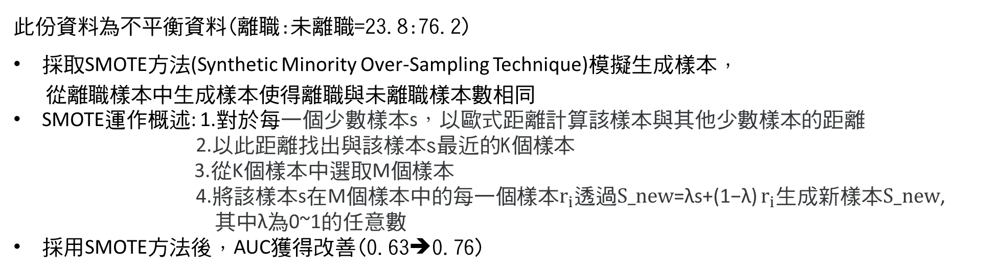 此份資料為不平衡資料(離職:未離職=23.8:76.2)
• 採取SMOTE方法(Synthetic Minority Over-Sampling Technique)模擬生成樣本，
從離職樣本中生成樣本使得離職與未離職樣本數相同
• SMOTE運作概述: 1.對於每一個少數樣本s，以歐式距離計算該樣本與其他少數樣本的距離
2.以此距離找出與該樣本s最近的K個樣本
3.從K個樣本中選取M個樣本
4.將該樣本s在M個樣本中的每一個樣本rᵢ透過S_new=λs+(1−λ) rᵢ生成新樣本S_new,
其中λ為0~1的任意數
• 採用SMOTE方法後，AUC獲得改善(0.63➔0.76)